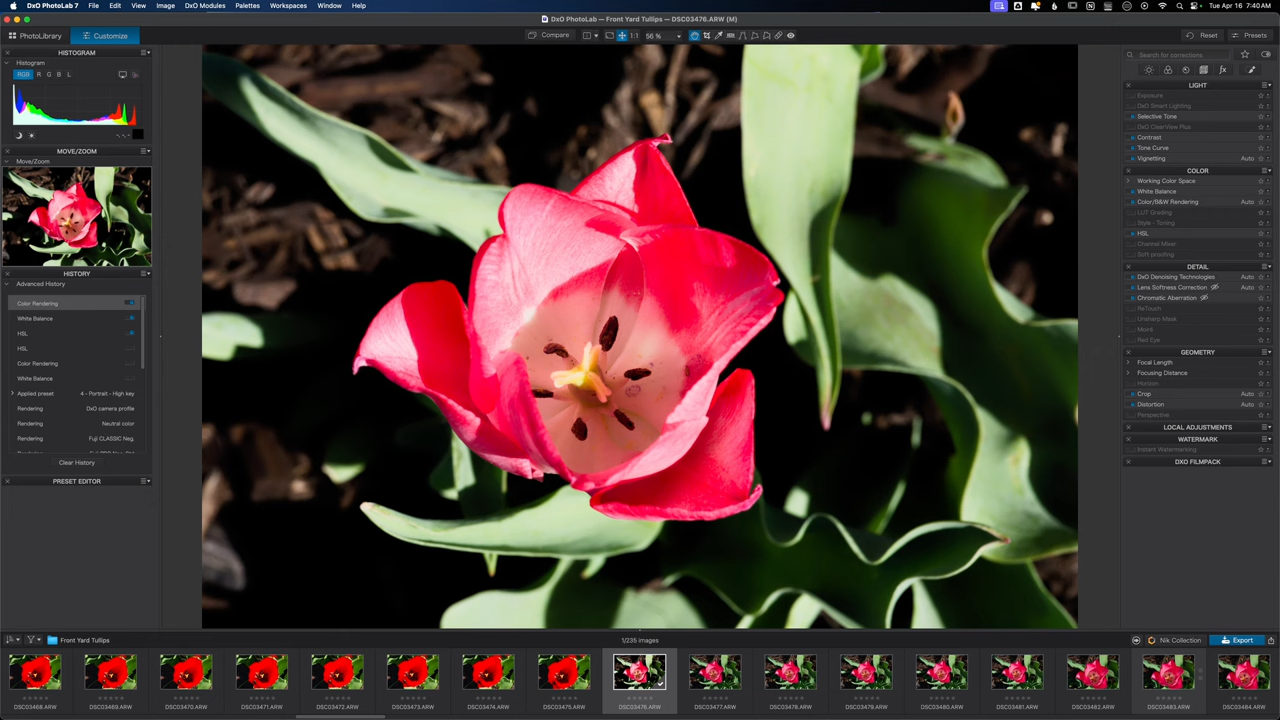 DxO PhotoLab 7 File Edit View Image DxO Modules Palettes Workspaces Window Help Tue Apr 16 7:40 AM
DxO PhotoLab — Front Yard Tullips — DSC03476.ARW (M)
PhotoLibrary Customize Compare 1:1 56 % Reset Presets
HISTOGRAM
Histogram
RGB R G B L
MOVE/ZOOM
Move/Zoom
HISTORY
Advanced History
Color Rendering
White Balance
HSL
HSL
Color Rendering
White Balance
Applied preset 4 - Portrait - High key
Rendering DxO camera profile
Rendering Neutral color
Rendering Fuji CLASSIC Neg.
Clear History
PRESET EDITOR
Search for corrections
fx
LIGHT
Exposure
DxO Smart Lighting
Selective Tone
DxO ClearView Plus
Contrast
Tone Curve
Vignetting Auto
COLOR
Working Color Space
White Balance
Color/B&W Rendering Auto
LUT Grading
Style - Toning
HSL
Channel Mixer
Soft proofing
DETAIL
DxO Denoising Technologies Auto
Lens Softness Correction Auto
Chromatic Aberration
ReTouch
Unsharp Mask
Moiré
Red Eye
GEOMETRY
Focal Length
Focusing Distance
Horizon
Crop Auto
Distortion Auto
Perspective
LOCAL ADJUSTMENTS
WATERMARK
Instant Watermarking
DXO FILMPACK
Front Yard Tullips 1/235 images Nik Collection Export
DSC03468.ARW DSC03469.ARW DSC03470.ARW DSC03471.ARW DSC03472.ARW DSC03473.ARW DSC03474.ARW DSC03475.ARW DSC03476.ARW DSC03477.ARW DSC03478.ARW DSC03479.ARW DSC03480.ARW DSC03481.ARW DSC03482.ARW DSC03483.ARW DSC03484.ARW